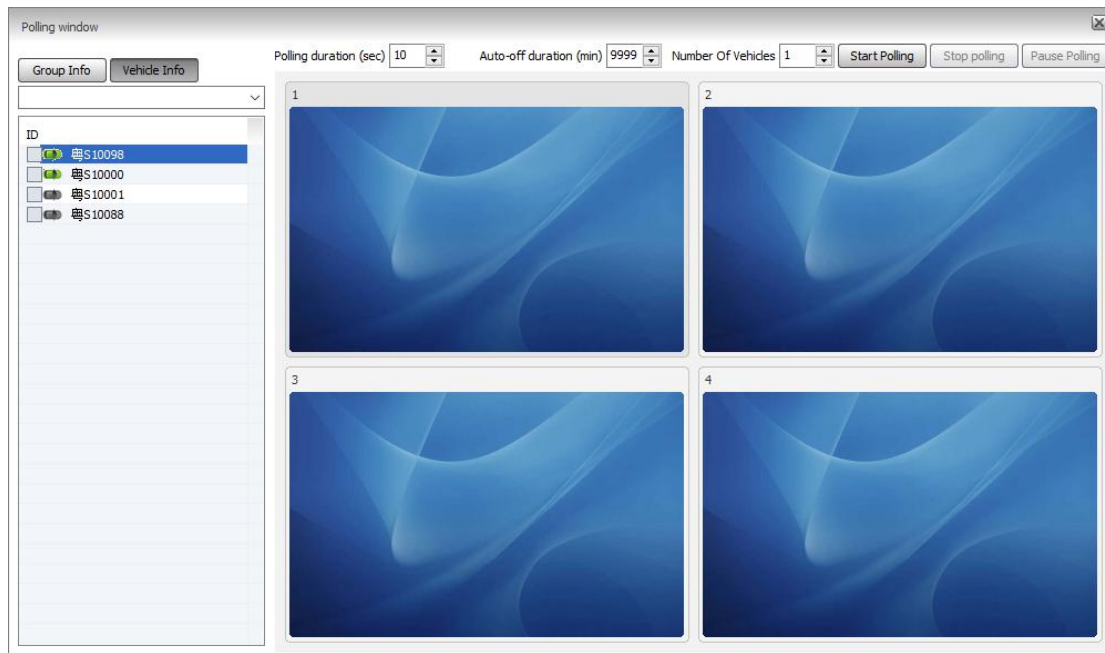 Polling window
Group Info Vehicle Info
Polling duration (sec) 10 Auto-off duration (min) 9999 Number Of Vehicles 1 Start Polling Stop polling Pause Polling
ID
粤S10098
粤S10000
粤S10001
粤S10088
1
2
3
4